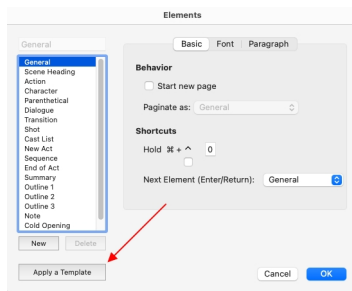 Elements
General
General
Scene Heading
Action
Character
Parenthetical
Dialogue
Transition
Shot
Cast List
New Act
Sequence
End of Act
Summary
Outline 1
Outline 2
Outline 3
Note
Cold Opening
New Delete
Apply a Template
Basic Font Paragraph
Behavior
Start new page
Paginate as: General
Shortcuts
Hold ⌘ + ^ 0
Next Element (Enter/Return): General
Cancel OK